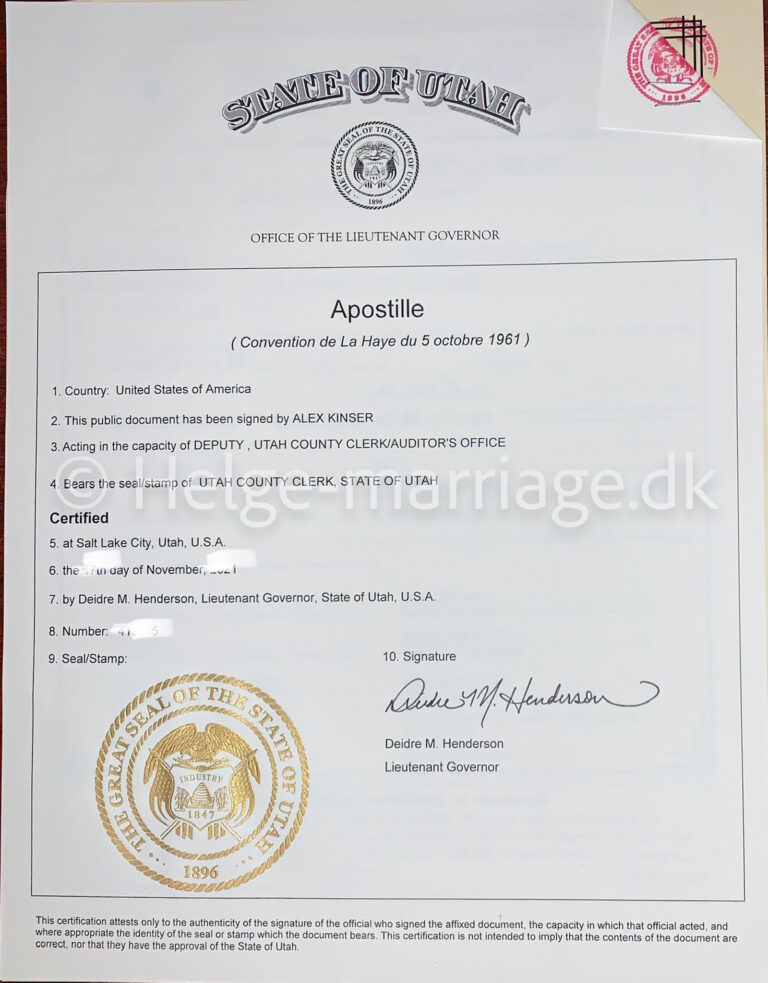 THE GREAT
1896
STATE OF UTAH
THE GREAT SEAL OF THE STATE OF UTAH
INDUSTRY
1847
1896
OFFICE OF THE LIEUTENANT GOVERNOR
Apostille
( Convention de La Haye du 5 octobre 1961 )
1. Country: United States of America
2. This public document has been signed by ALEX KINSER
3. Acting in the capacity of DEPUTY , UTAH COUNTY CLERK/AUDITOR'S OFFICE
4. Bears the seal/stamp of UTAH COUNTY CLERK, STATE OF UTAH
© Helge-marriage.dk
Certified
5. at Salt Lake City, Utah, U.S.A.
6. the day of November,
7. by Deidre M. Henderson, Lieutenant Governor, State of Utah, U.S.A.
8. Number:
9. Seal/Stamp:
10. Signature
THE GREAT SEAL OF THE STATE OF UTAH
INDUSTRY
1847
1896
Deidre M. Henderson
Deidre M. Henderson
Lieutenant Governor
This certification attests only to the authenticity of the signature of the official who signed the affixed document, the capacity in which that official acted, and
where appropriate the identity of the seal or stamp which the document bears. This certification is not intended to imply that the contents of the document are
correct, nor that they have the approval of the State of Utah.